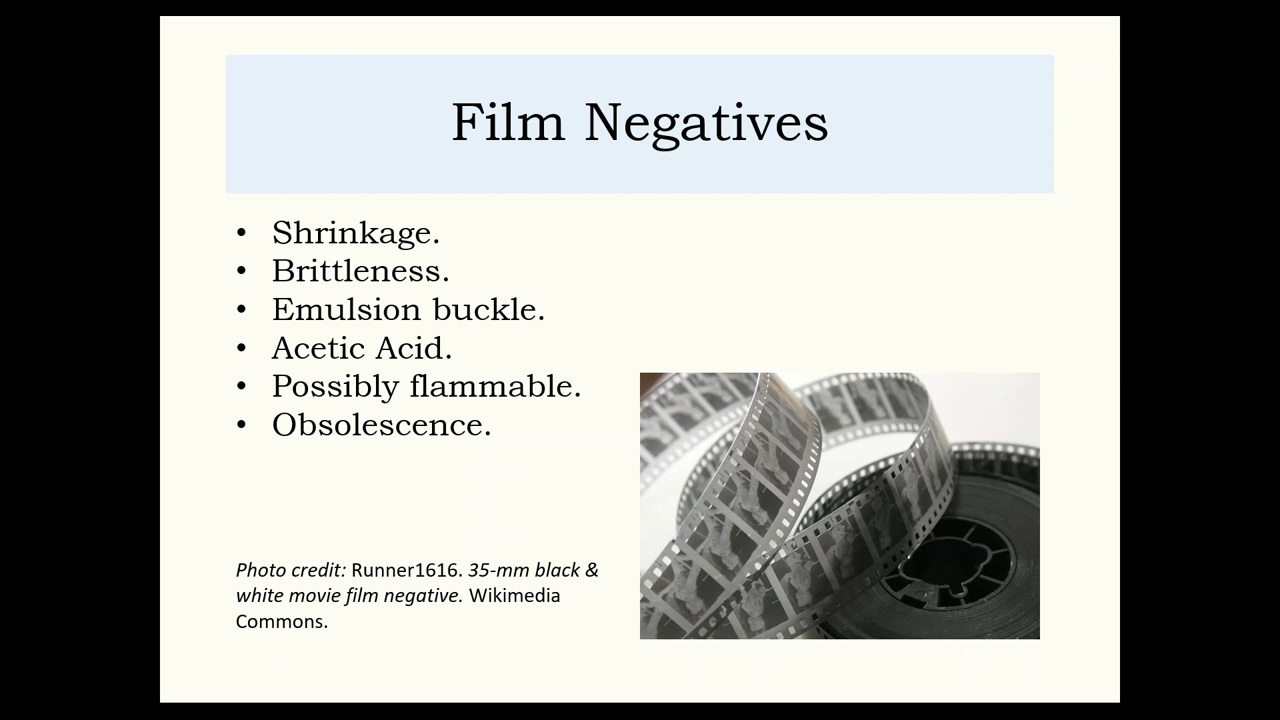 Film Negatives
• Shrinkage.
• Brittleness.
• Emulsion buckle.
• Acetic Acid.
• Possibly flammable.
• Obsolescence.
Photo credit: Runner1616. 35-mm black &
white movie film negative. Wikimedia
Commons.